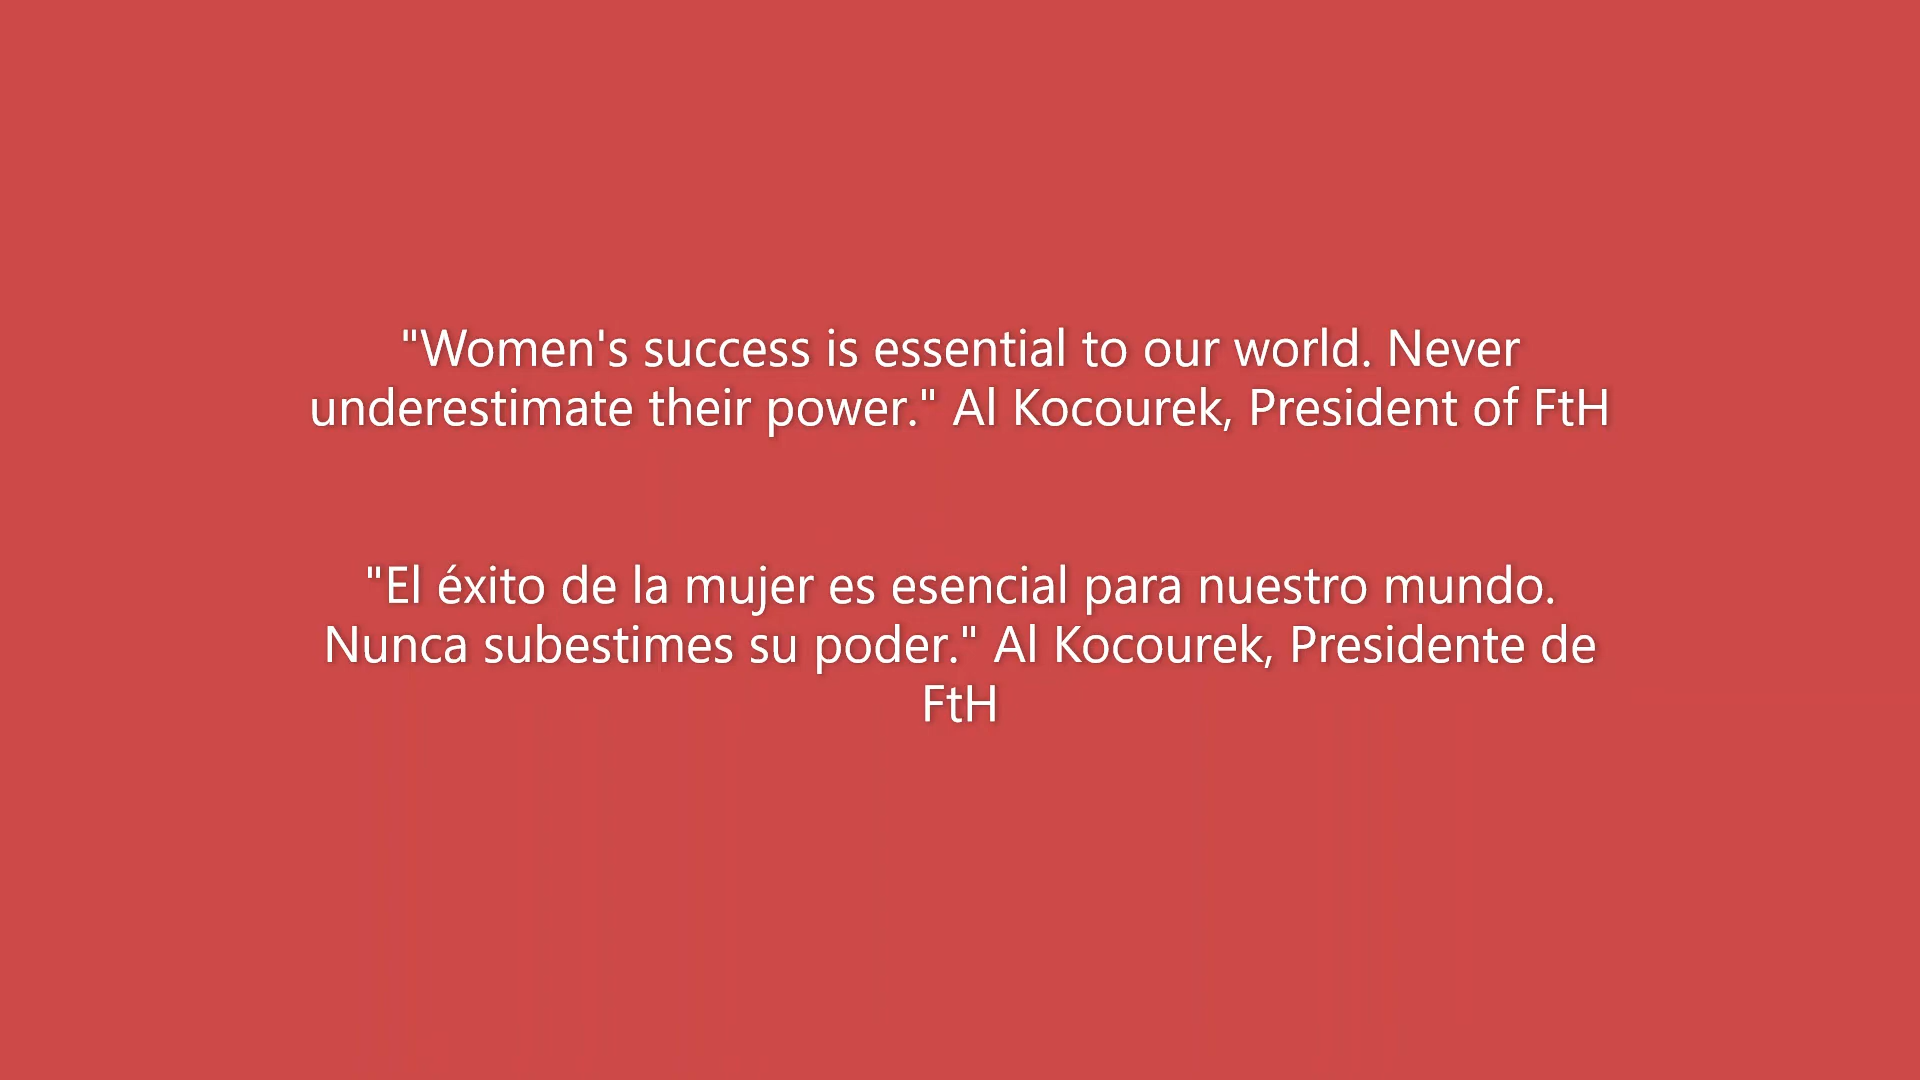 "Women's success is essential to our world. Never
underestimate their power." Al Kocourek, President of FtH
"El éxito de la mujer es esencial para nuestro mundo.
Nunca subestimes su poder." Al Kocourek, Presidente de
FtH